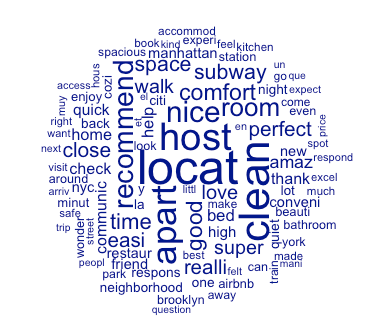 accommod
book kind experi feel
spacious manhattan kitchen
hous space station un
access cozi subway go que
el walk comfort night expect
muy enjoy citi room come
quick help nice even price
right back et en perfect
want home look host spot
next close recommend new respond
visit check locat amaz
around thank excel
arriv nyc. y littl love lot much
minut communic la apart make clean conveni
safe time good bed quiet beauti
trip wonder street easi high bathroom
restaur super york
peopl friend best realli train made
park respons felt can mani
neighborhood one airbnb
brooklyn away
question